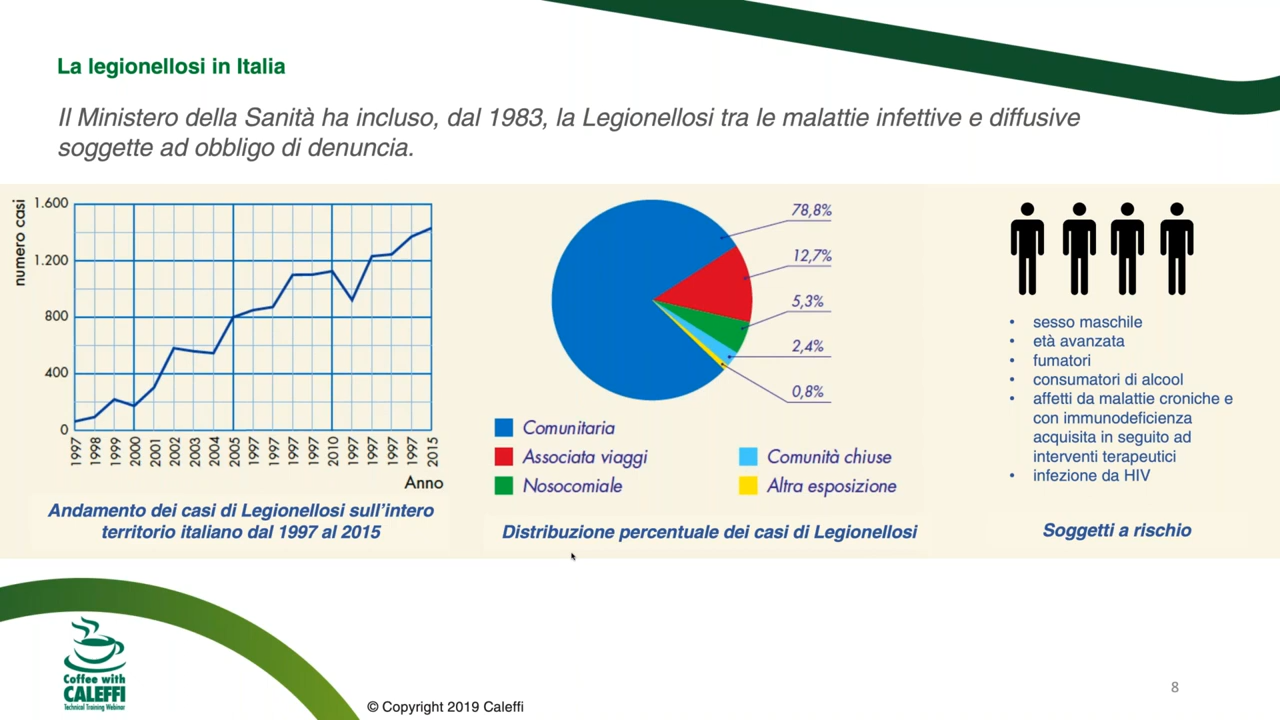 La legionellosi in Italia
Il Ministero della Sanità ha incluso, dal 1983, la Legionellosi tra le malattie infettive e diffusive
soggette ad obbligo di denuncia.
numero casi
1.600
1.200
800
400
0
1997
1998
1999
2000
2001
2002
2003
2004
2005
1997
1997
1997
1997
2010
1997
1997
1997
1997
2015
Anno
Andamento dei casi di Legionellosi sull'intero
territorio italiano dal 1997 al 2015
78,8%
12,7%
5,3%
2,4%
0,8%
Comunitaria
Associata viaggi
Nosocomiale
Comunità chiuse
Altra esposizione
Distribuzione percentuale dei casi di Legionellosi
• sesso maschile
• età avanzata
• fumatori
• consumatori di alcool
• affetti da malattie croniche e
con immunodeficienza
acquisita in seguito ad
interventi terapeutici
• infezione da HIV
Soggetti a rischio
Coffee with
CALEFFI
Technical Training Webinar
© Copyright 2019 Caleffi
8